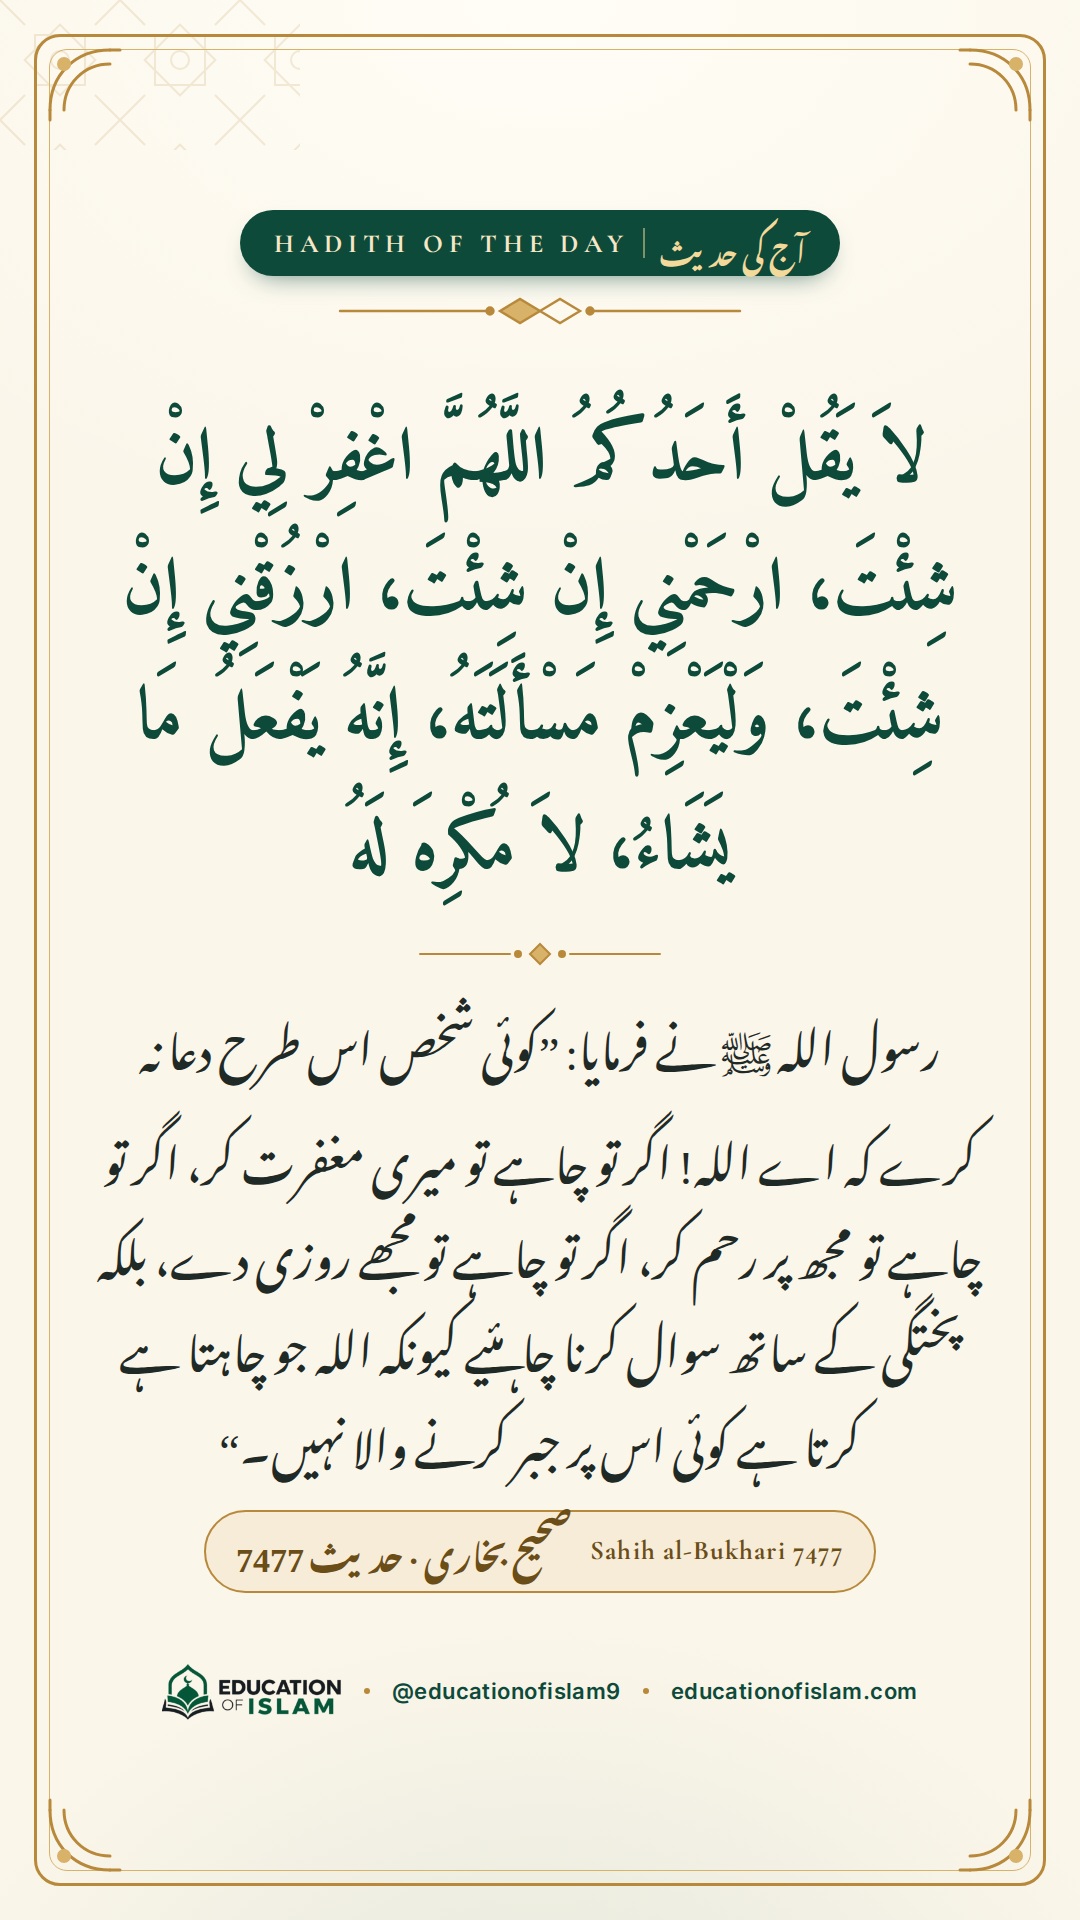 HADITH OF THE DAY | آج کی حدیث
لاَ يَقُلْ أَحَدُكُمُ اللَّهُمَّ اغْفِرْ لِي إِنْ
شِئْتَ، ارْحَمْنِي إِنْ شِئْتَ، ارْزُقْنِي إِنْ
شِئْتَ، وَلْيَعْزِمْ مَسْأَلَتَهُ، إِنَّهُ يَفْعَلُ مَا
يَشَاءُ، لاَ مُكْرِهَ لَهُ
رسول اللہ ﷺ نے فرمایا: ”کوئی شخص اس طرح دعا نہ
کرے کہ اے اللہ! اگر تو چاہے تو میری مغفرت کر، اگر تو
چاہے تو مجھ پر رحم کر، اگر تو چاہے تو مجھے روزی دے، بلکہ
پختگی کے ساتھ سوال کرنا چاہئیے کیونکہ اللہ جو چاہتا ہے
کرتا ہے کوئی اس پر جبر کرنے والا نہیں۔“
صحیح بخاری · حدیث 7477 Sahih al-Bukhari 7477
EDUCATION OF ISLAM • @educationofislam9 • educationofislam.com